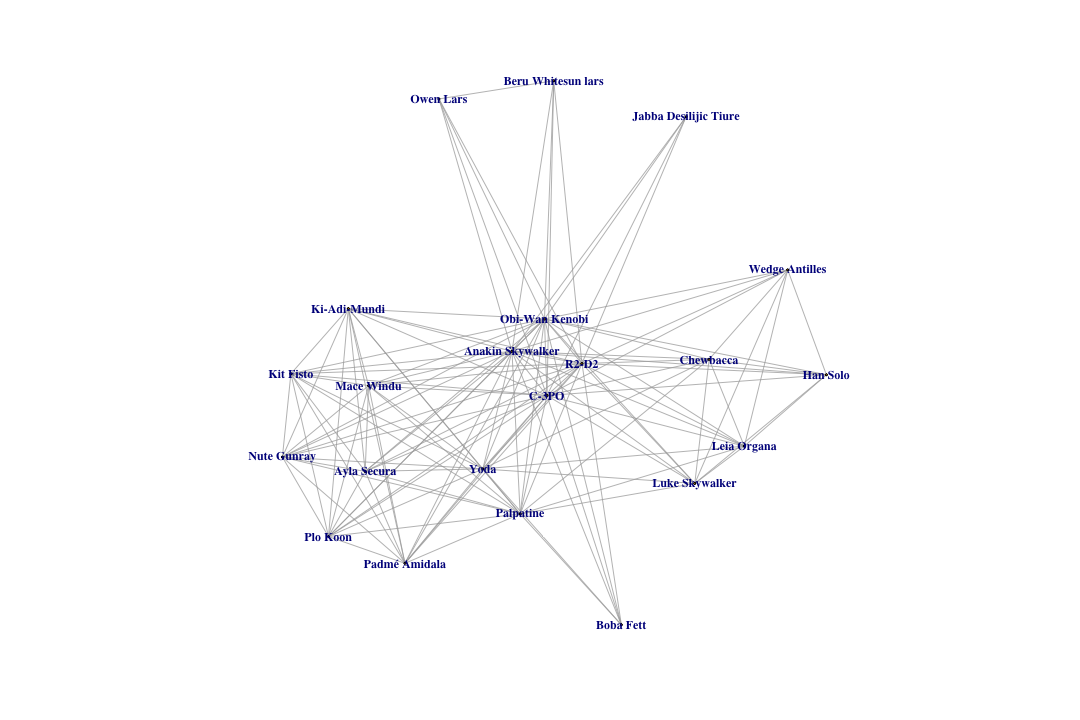 Beru Whitesun lars
Owen Lars
Jabba Desilijic Tiure
Wedge Antilles
Ki-Adi-Mundi
Obi-Wan Kenobi
Anakin Skywalker
Chewbacca
R2-D2
Kit Fisto
Han Solo
Mace Windu
C-3PO
Leia Organa
Nute Gunray
Yoda
Ayla Secura
Luke Skywalker
Palpatine
Plo Koon
Padmé Amidala
Boba Fett